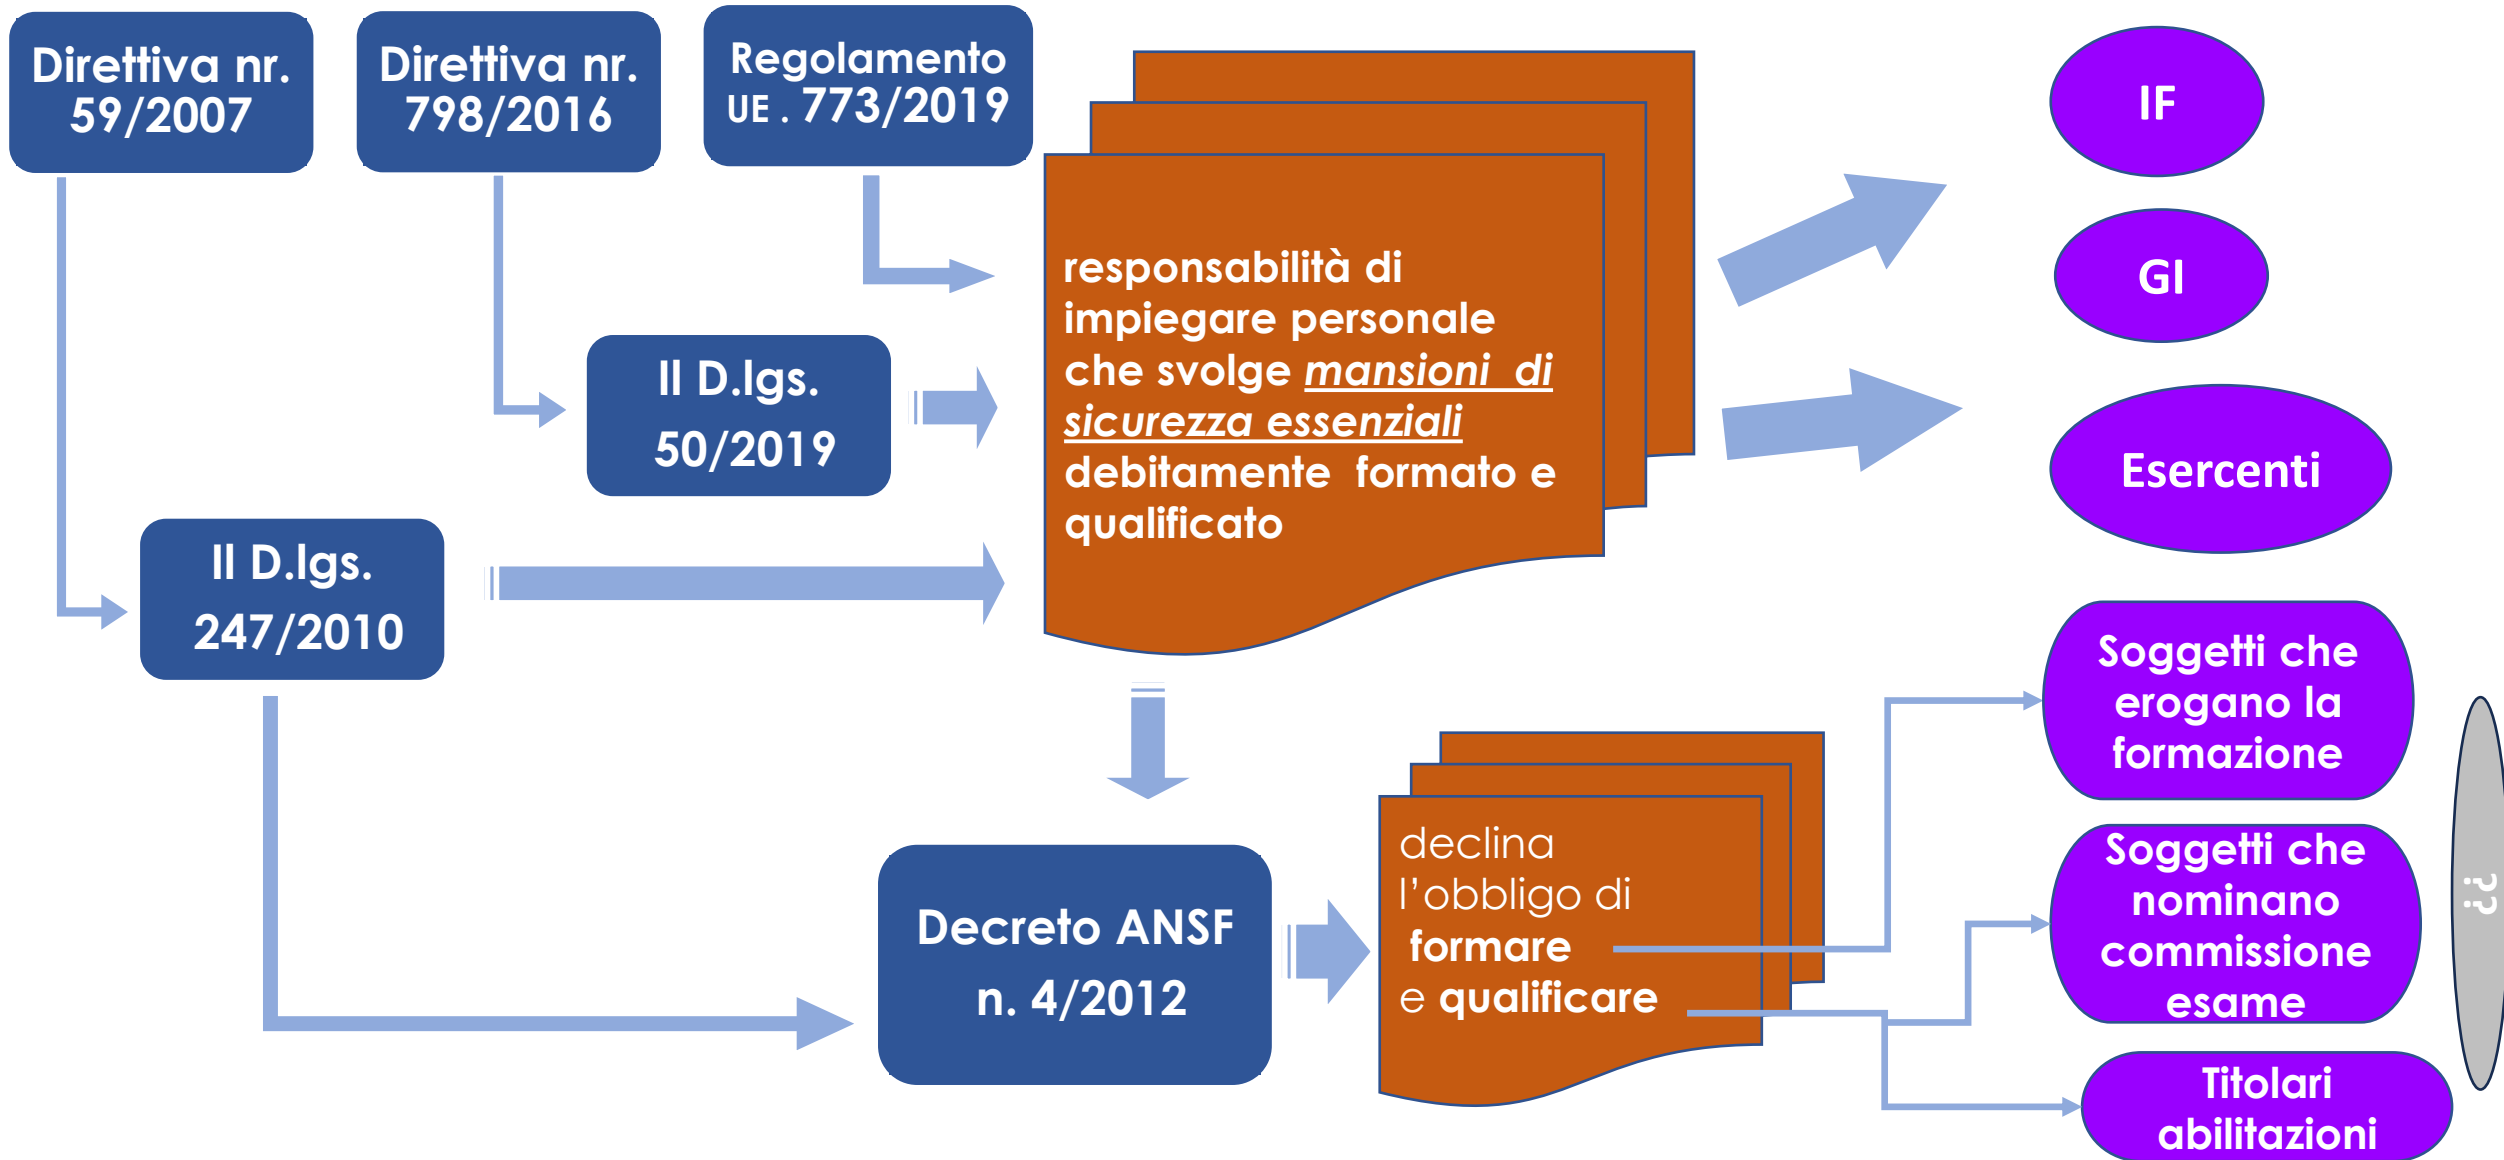 Direttiva nr.
59/2007
Direttiva nr.
798/2016
Regolamento
UE . 773/2019
Il D.lgs.
50/2019
Il D.lgs.
247/2010
responsabilità di
impiegare personale
che svolge mansioni di
sicurezza essenziali
debitamente formato e
qualificato
IF
GI
Esercenti
Decreto ANSF
n. 4/2012
declina
l’obbligo di
formare
e qualificare
Soggetti che
erogano la
formazione
Soggetti che
nominano
commissione
esame
Titolari
abilitazioni
??